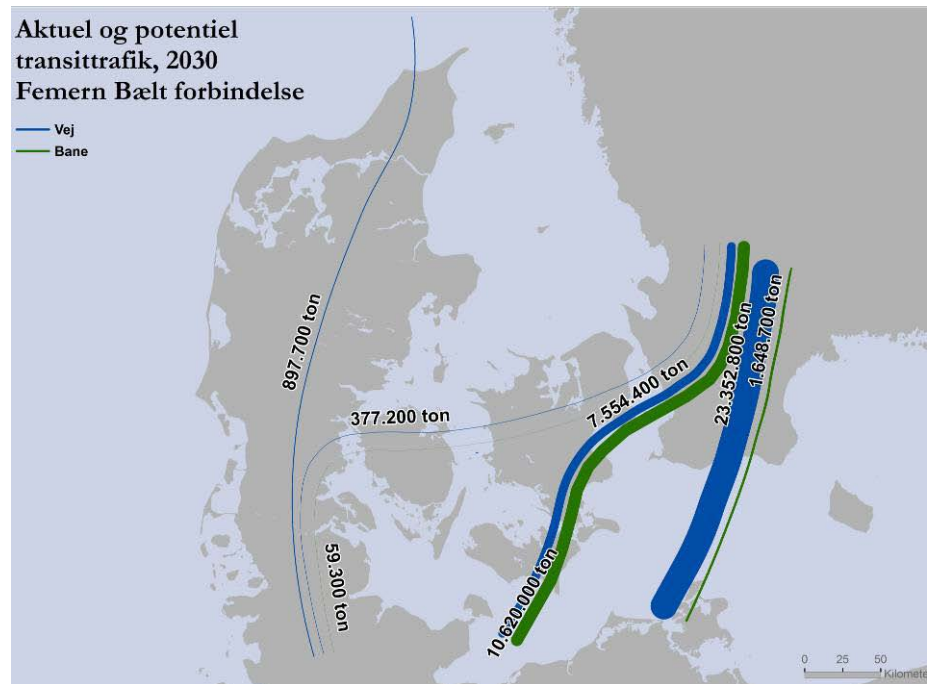 Aktuel og potentiel
transittrafik, 2030
Femern Bælt forbindelse
Vej
Bane
897.700 ton
377.200 ton
59.300 ton
7.554.400 ton
10.620.000 ton
23.352.800 ton
1.648.700 ton
0 25 50
Kilomete